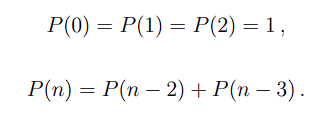 P(0) = P(1) = P(2) = 1 ,
P(n) = P(n − 2) + P(n − 3) .